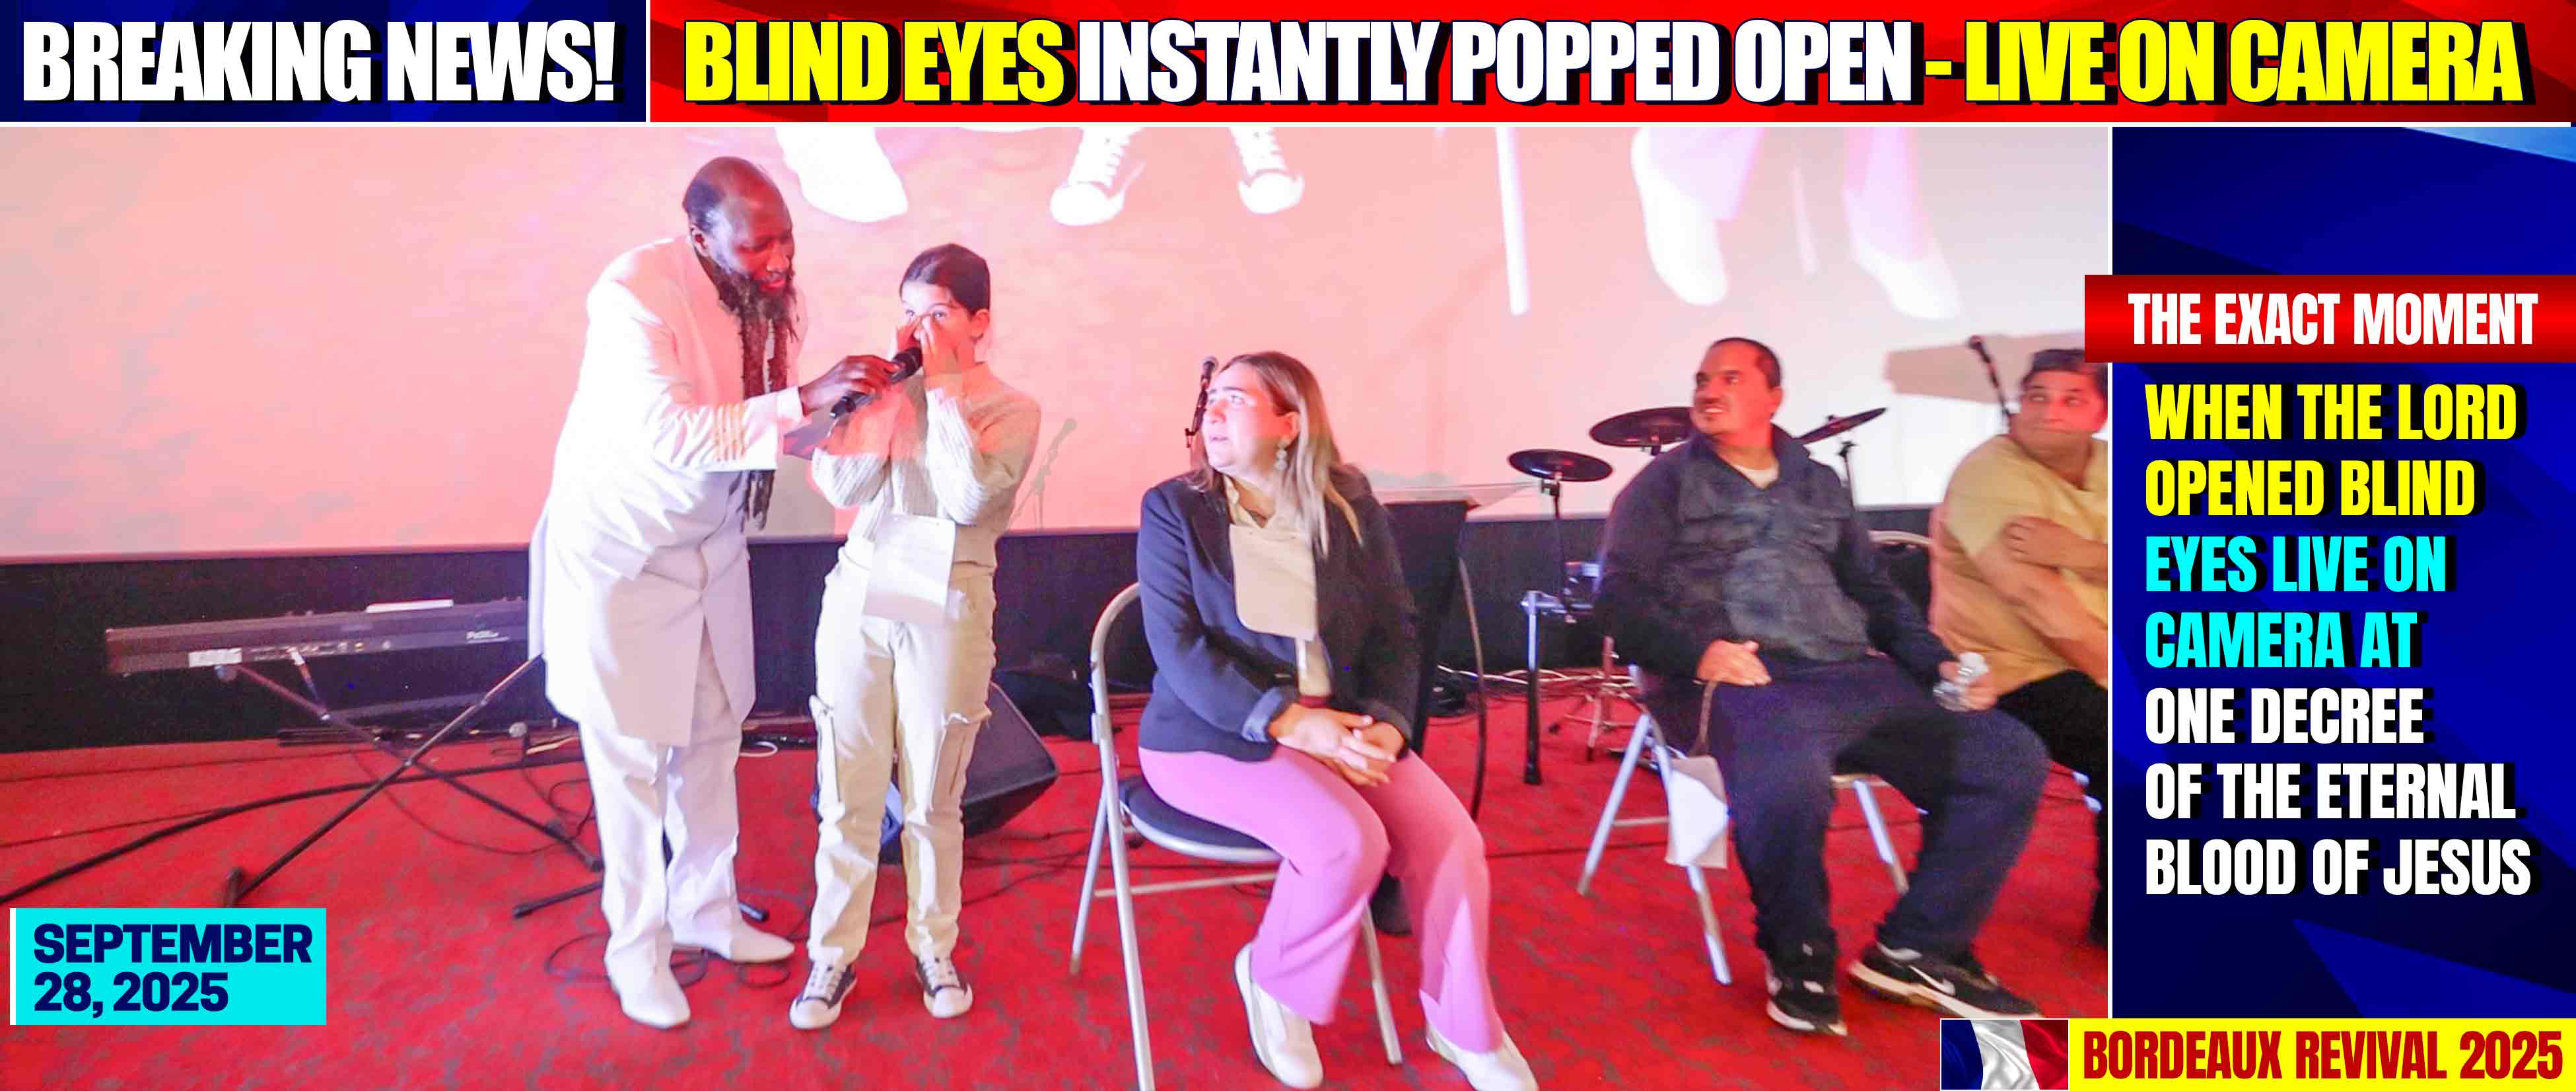 BREAKING NEWS!
BLIND EYES INSTANTLY POPPED OPEN - LIVE ON CAMERA
THE EXACT MOMENT
WHEN THE LORD
OPENED BLIND
EYES LIVE ON
CAMERA AT
ONE DECREE
OF THE ETERNAL
BLOOD OF JESUS
SEPTEMBER
28, 2025
BORDEAUX REVIVAL 2025